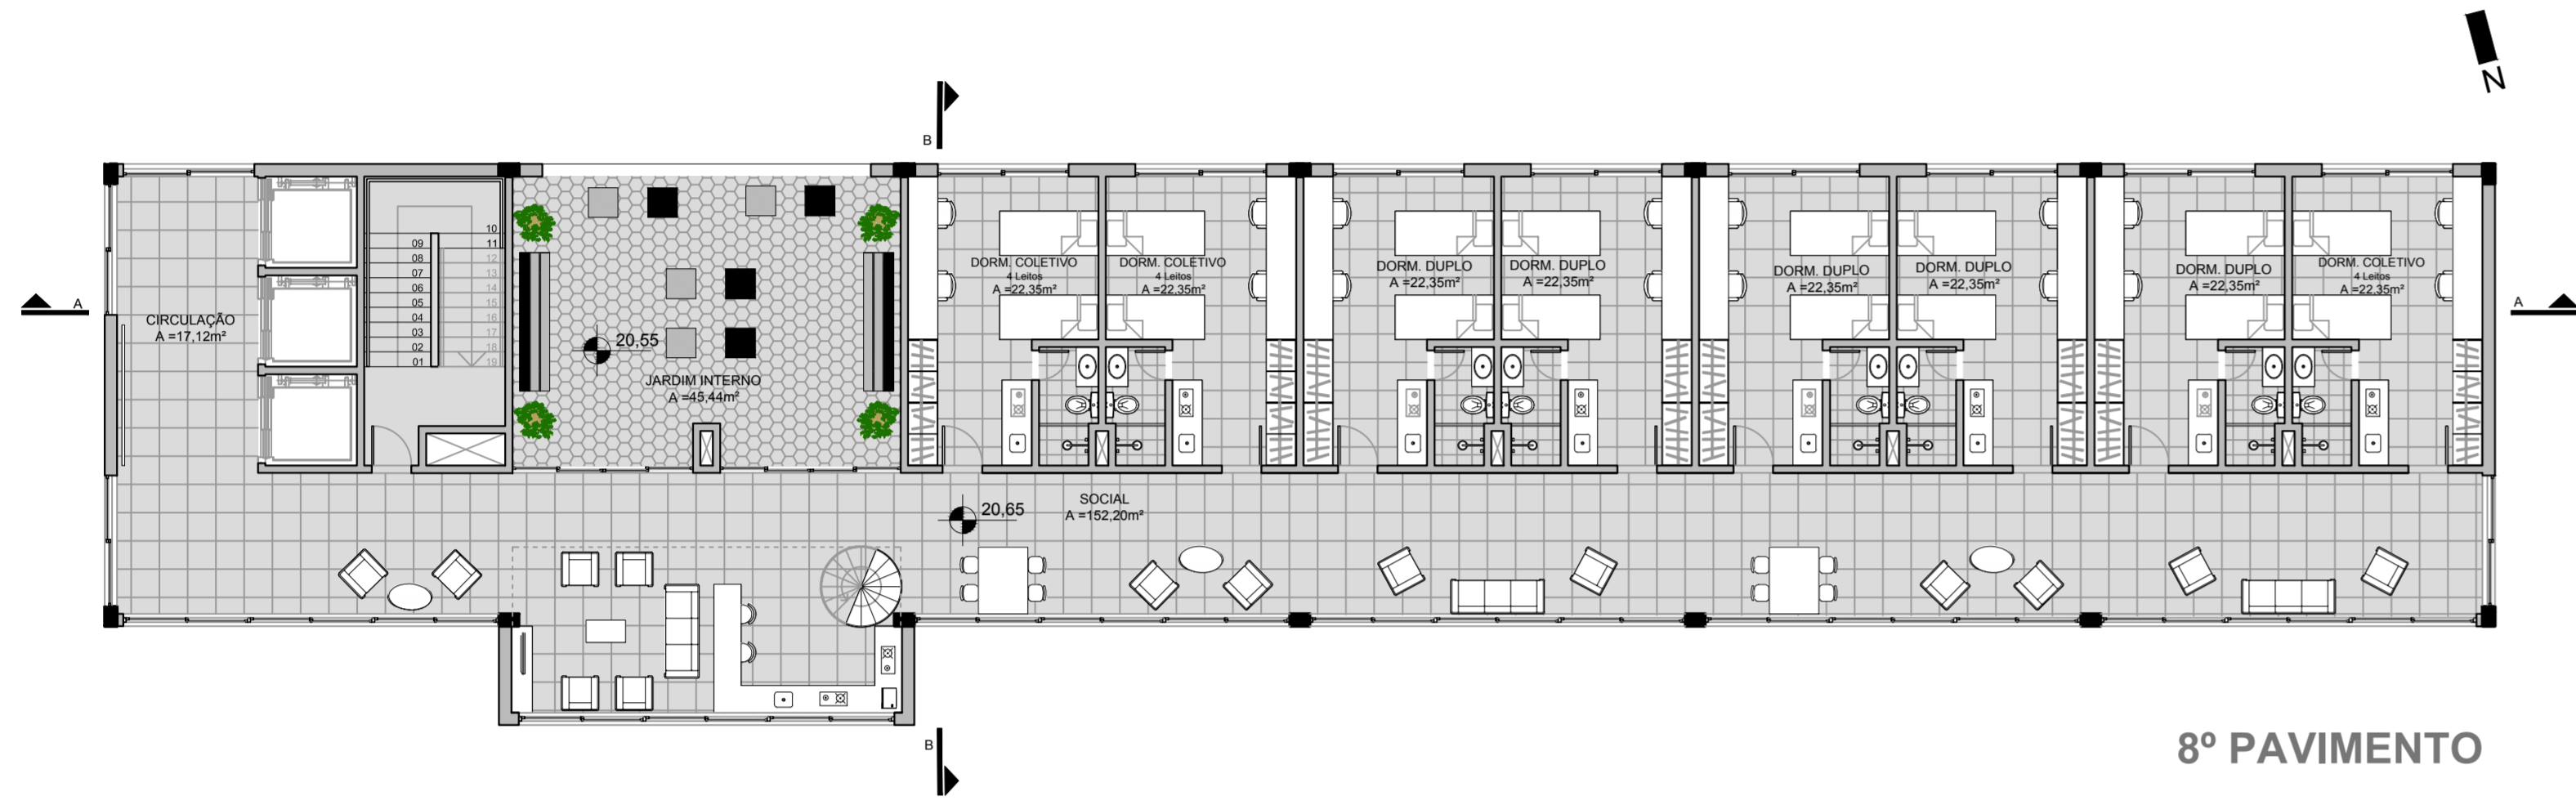 N
B
A
A
CIRCULAÇÃO
A =17,12m²
10
09
11
08
12
07
13
06
14
05
15
04
16
03
17
02
18
01
19
20,55
JARDIM INTERNO
A =45,44m²
DORM. COLETIVO
4 Leitos
A =22,35m²
DORM. COLETIVO
4 Leitos
A =22,35m²
DORM. DUPLO
A =22,35m²
DORM. DUPLO
A =22,35m²
DORM. DUPLO
A =22,35m²
DORM. DUPLO
A =22,35m²
DORM. DUPLO
A =22,35m²
DORM. COLETIVO
4 Leitos
A =22,35m²
20,65
SOCIAL
A =152,20m²
B
8º PAVIMENTO